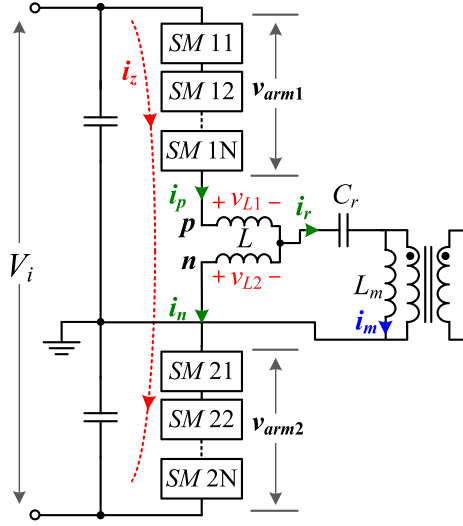 SM 11
i_z
SM 12
v_arm1
SM 1N
i_p
+ v_L1 −
i_r
C_r
p
L
n
+ v_L2 −
V_i
L_m
i_n
i_m
SM 21
SM 22
v_arm2
SM 2N